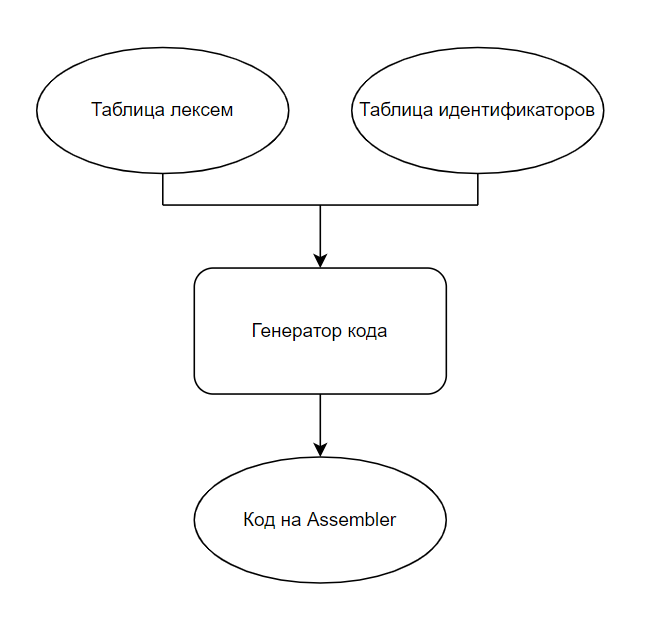 Таблица лексем
Таблица идентификаторов
Генератор кода
Код на Assembler